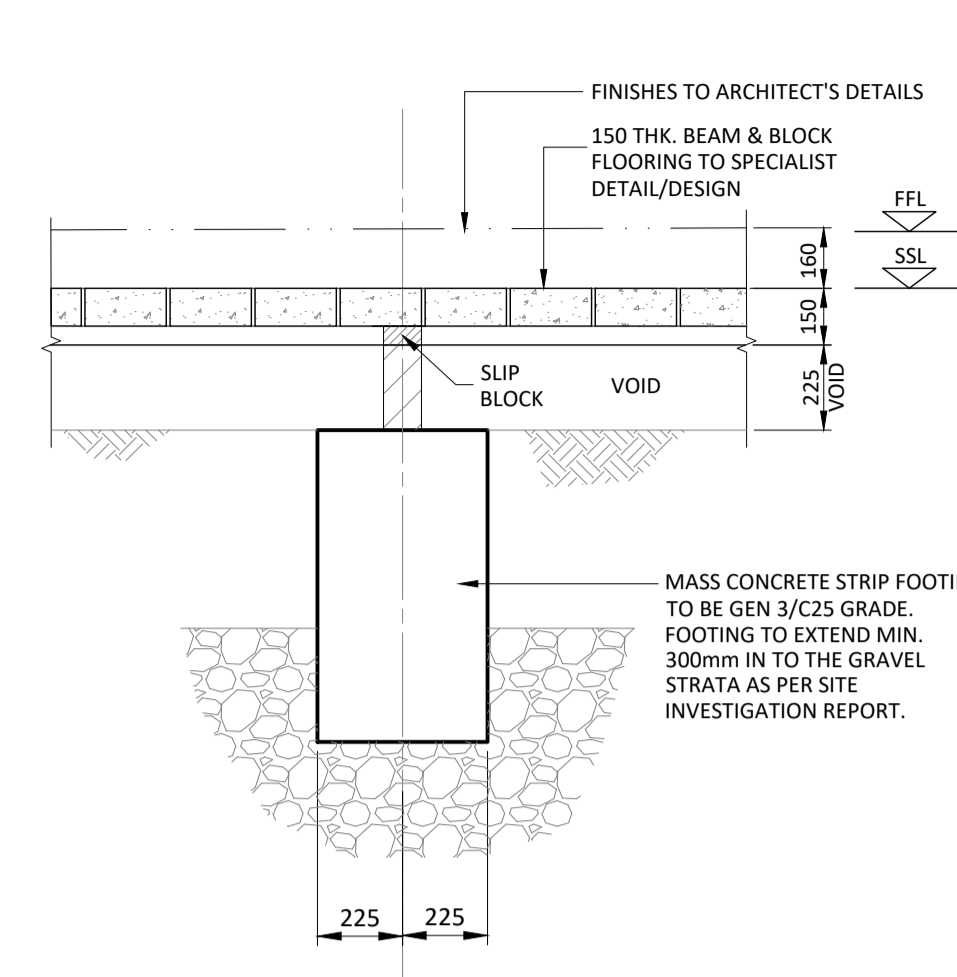 FINISHES TO ARCHITECT'S DETAILS
150 THK. BEAM & BLOCK
FLOORING TO SPECIALIST
DETAIL/DESIGN
FFL
SSL
160
150
225
VOID
SLIP
BLOCK
VOID
MASS CONCRETE STRIP FOOTI
TO BE GEN 3/C25 GRADE.
FOOTING TO EXTEND MIN.
300mm IN TO THE GRAVEL
STRATA AS PER SITE
INVESTIGATION REPORT.
225
225